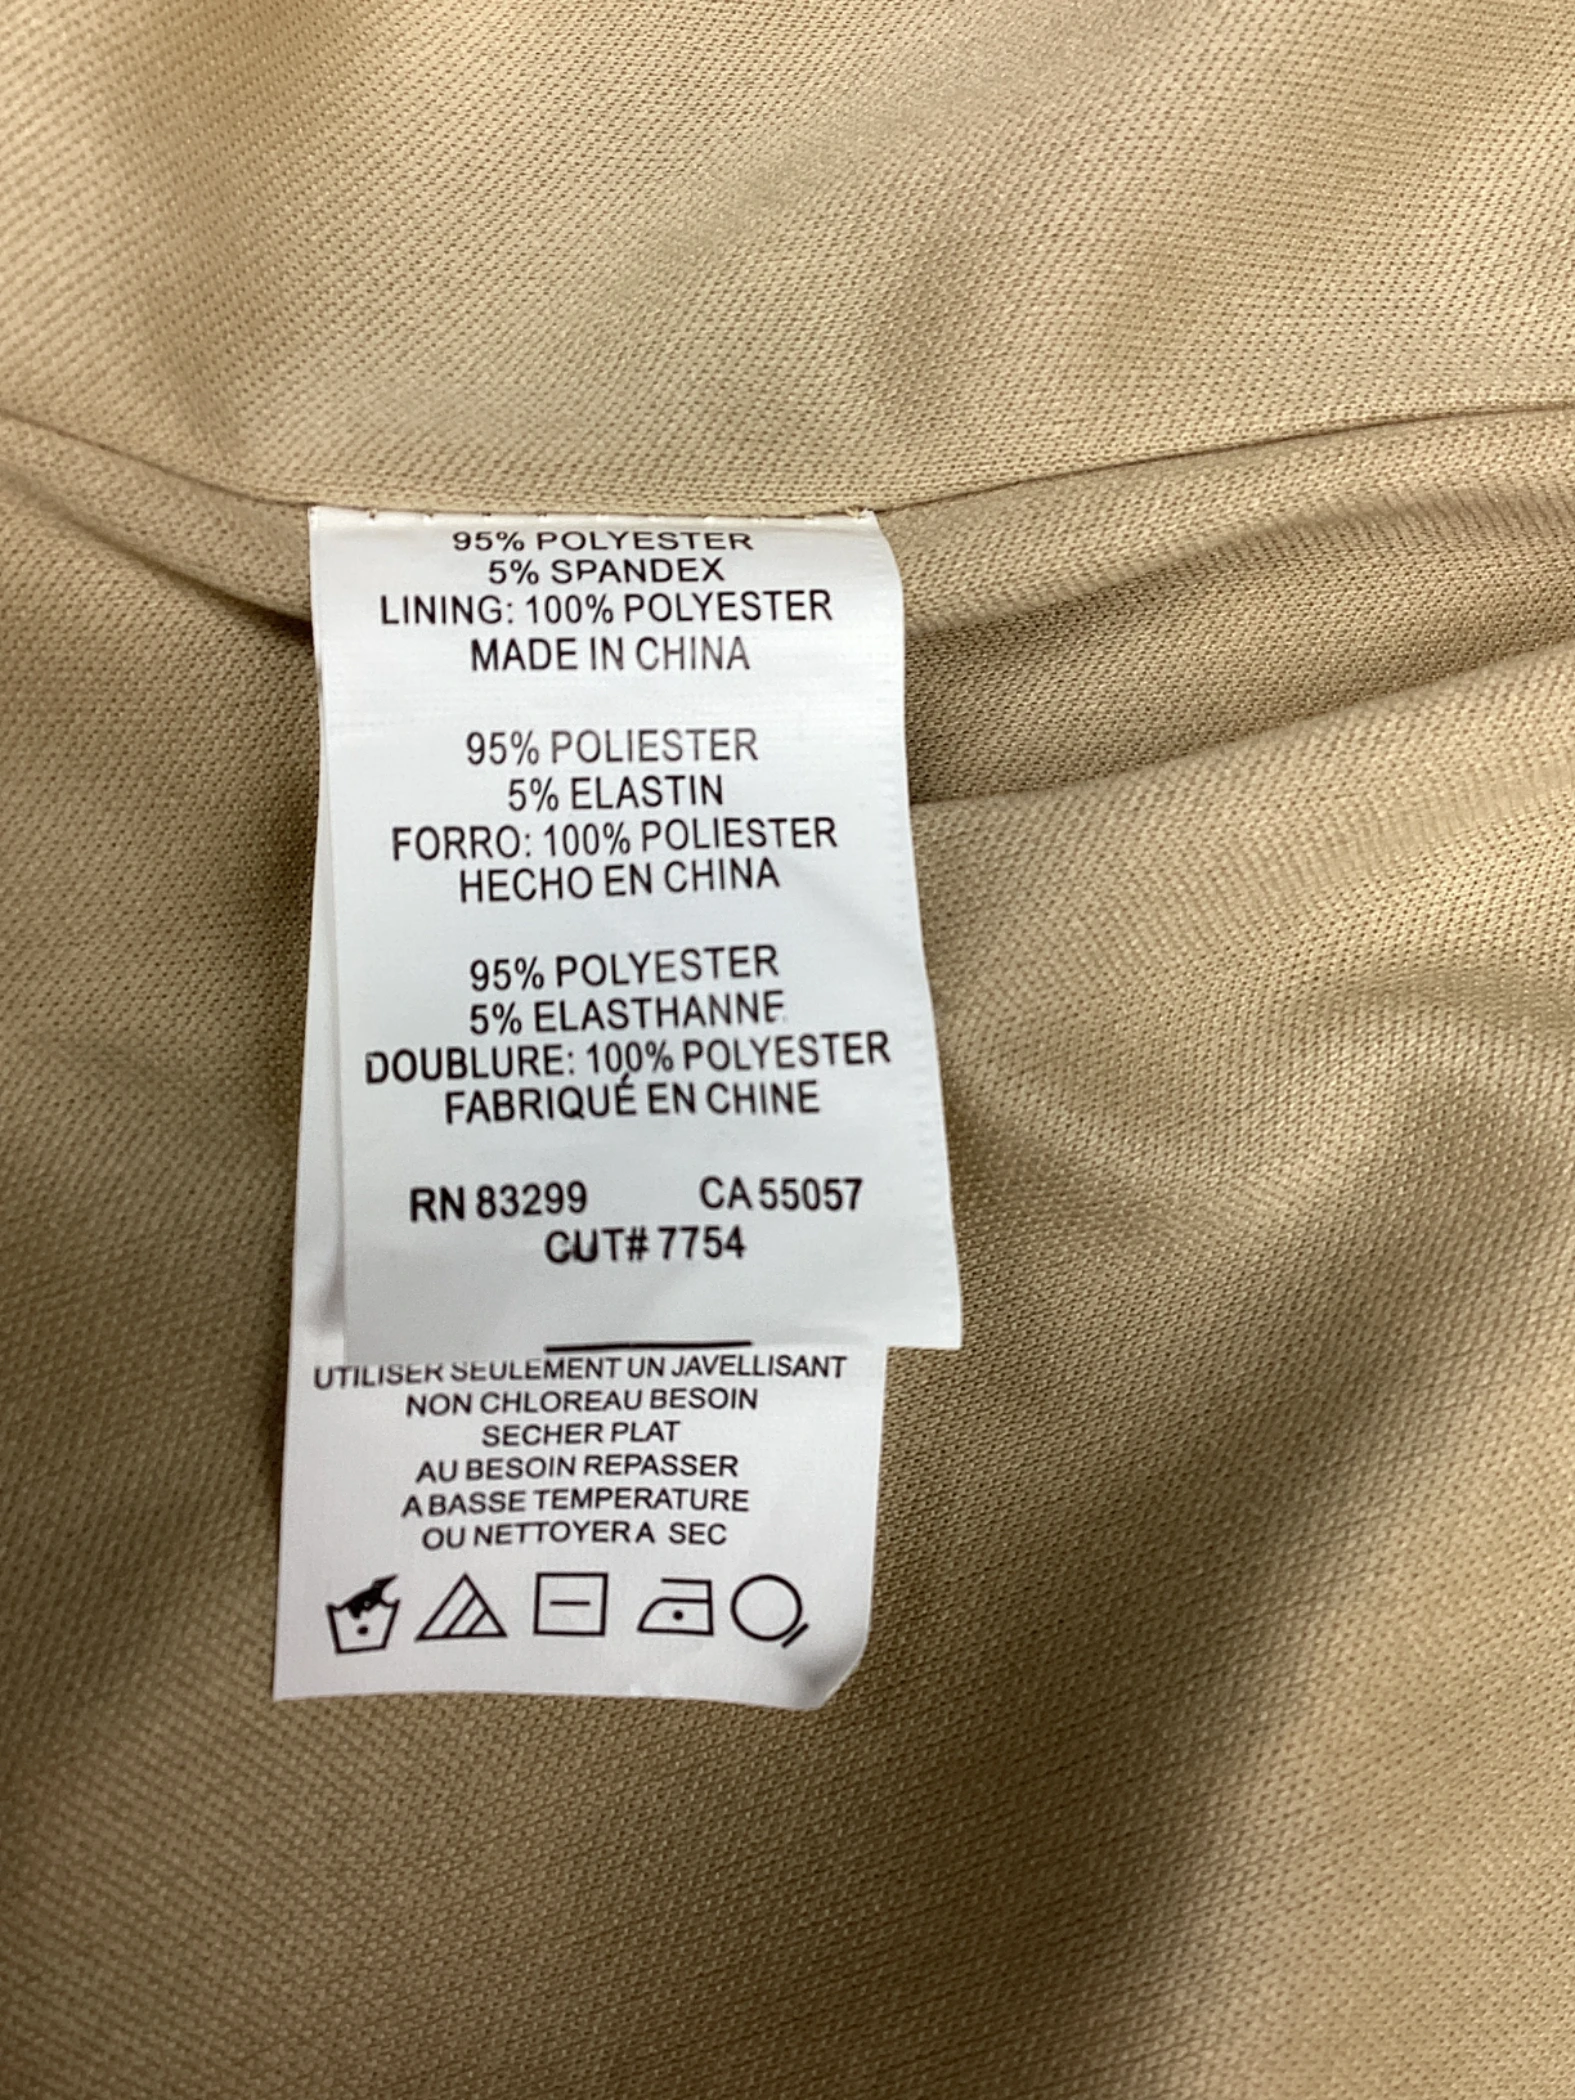 95% POLYESTER
5% SPANDEX
LINING: 100% POLYESTER
MADE IN CHINA
95% POLIESTER
5% ELASTIN
FORRO: 100% POLIESTER
HECHO EN CHINA
95% POLYESTER
5% ELASTHANNE
DOUBLURE: 100% POLYESTER
FABRIQUÉ EN CHINE
RN 83299 CA 55057
CUT# 7754
UTILISER SEULEMENT UN JAVELLISANT
NON CHLOREAU BESOIN
SECHER PLAT
AU BESOIN REPASSER
A BASSE TEMPERATURE
OU NETTOYER A SEC